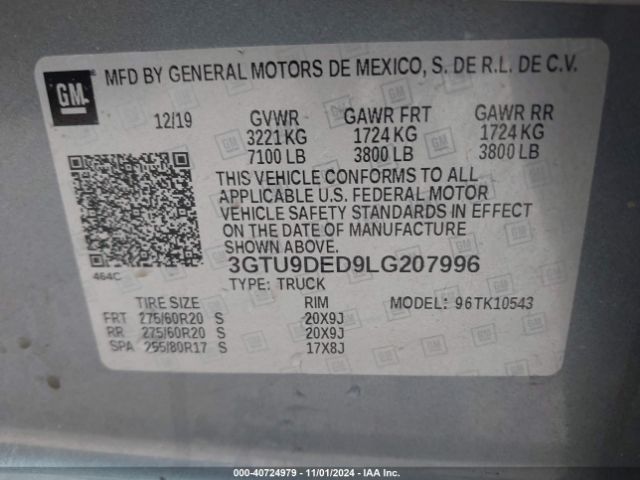 GM
MFD BY GENERAL MOTORS DE MEXICO, S. DE R.L. DE C.V.
12/19 GVWR GAWR FRT GAWR RR
3221 KG 1724 KG 1724 KG
7100 LB 3800 LB 3800 LB
THIS VEHICLE CONFORMS TO ALL
APPLICABLE U.S. FEDERAL MOTOR
VEHICLE SAFETY STANDARDS IN EFFECT
ON THE DATE OF MANUFACTURE
SHOWN ABOVE.
464C
3GTU9DED9LG207996
TYPE: TRUCK
TIRE SIZE RIM MODEL: 96TK10543
FRT 275/60R20 S 20X9J
RR 275/60R20 S 20X9J
SPA 255/80R17 S 17X8J
000-40724979 - 11/01/2024 - IAA Inc.